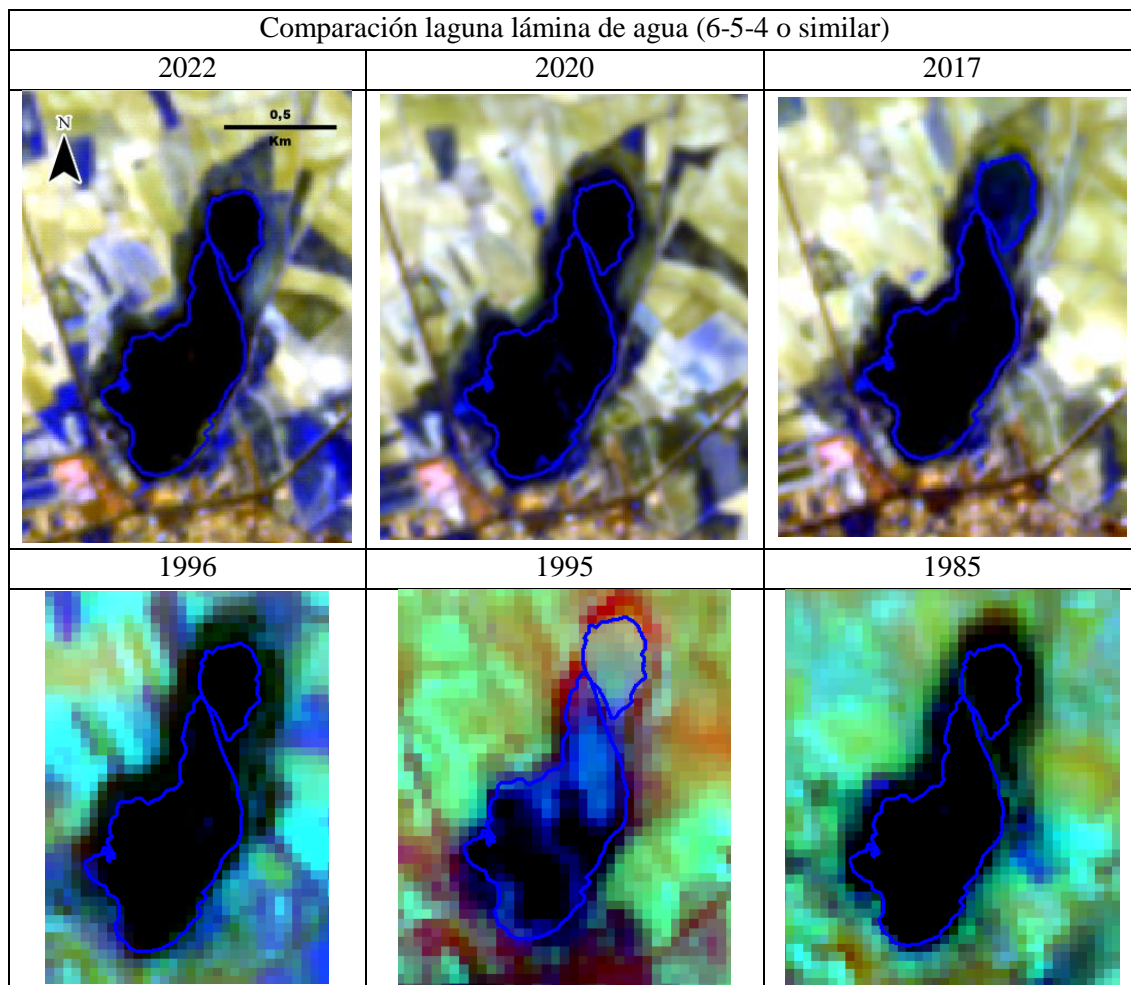 Comparación laguna lámina de agua (6-5-4 o similar)
2022
2020
2017
N
0,5
Km
1996
1995
1985